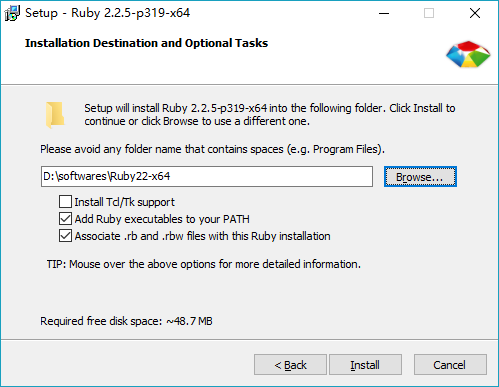 Setup - Ruby 2.2.5-p319-x64
Installation Destination and Optional Tasks
Setup will install Ruby 2.2.5-p319-x64 into the following folder. Click Install to
continue or click Browse to use a different one.
Please avoid any folder name that contains spaces (e.g. Program Files).
D:\softwares\Ruby22-x64
Browse...
Install Tcl/Tk support
Add Ruby executables to your PATH
Associate .rb and .rbw files with this Ruby installation
TIP: Mouse over the above options for more detailed information.
Required free disk space: ~48.7 MB
< Back
Install
Cancel